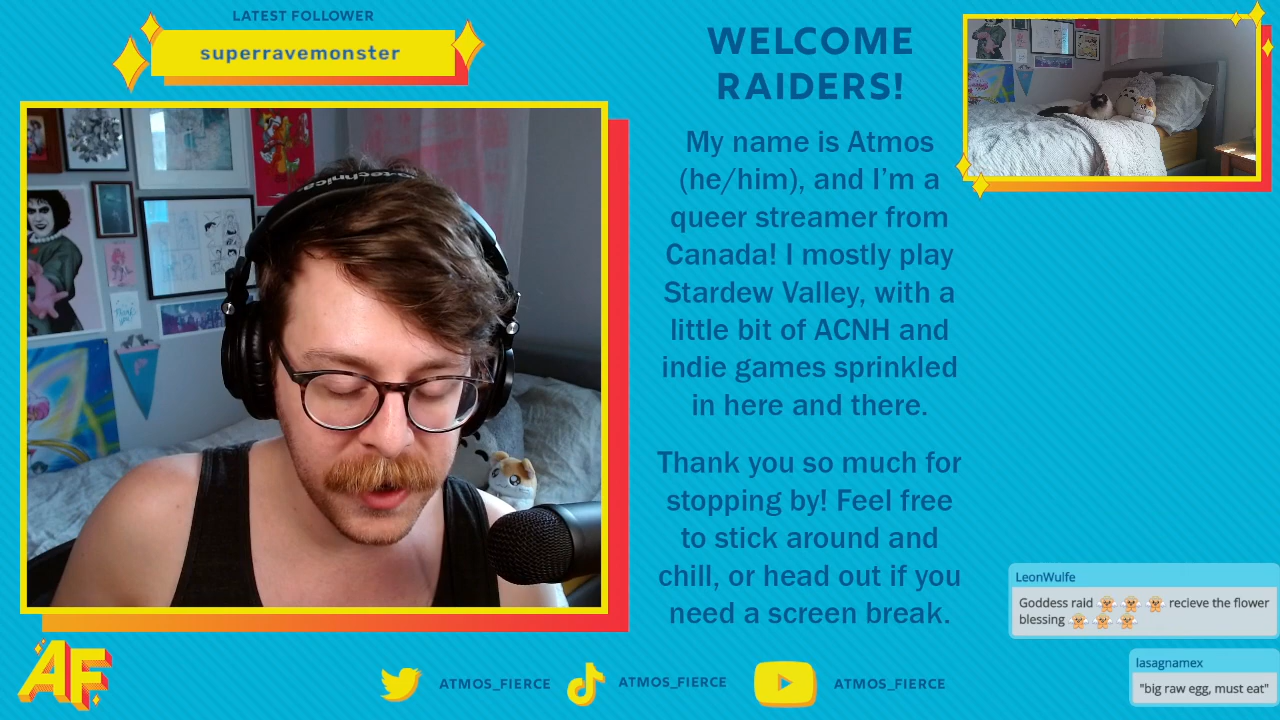 LATEST FOLLOWER
superravemonster
WELCOME
RAIDERS!
My name is Atmos
(he/him), and I'm a
queer streamer from
Canada! I mostly play
Stardew Valley, with a
little bit of ACNH and
indie games sprinkled
in here and there.
Thank you so much for
stopping by! Feel free
to stick around and
chill, or head out if you
need a screen break.
LeonWulfe
Goddess raid recieve the flower
blessing
lasagnamex
"big raw egg, must eat"
AF
ATMOS_FIERCE
ATMOS_FIERCE
ATMOS_FIERCE
Thank
you